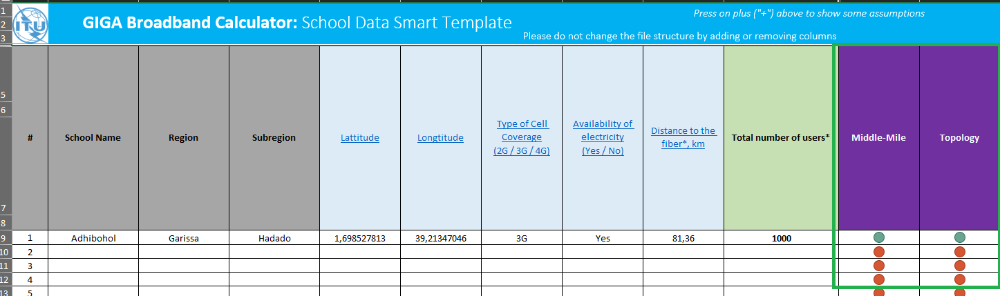 1
Press on plus ("+") above to show some assumptions
2
ITU
GIGA Broadband Calculator: School Data Smart Template
3
Please do not change the file structure by adding or removing columns
5
6
7
8
#
School Name
Region
Subregion
Lattitude
Longtitude
Type of Cell
Coverage
(2G / 3G / 4G)
Availability of
electricity
(Yes / No)
Distance to the
fiber*, km
Total number of users*
Middle-Mile
Topology
9 1 Adhibohol Garissa Hadado 1,698527813 39,21347046 3G Yes 81,36 1000
10 2
11 3
12 4
13 5